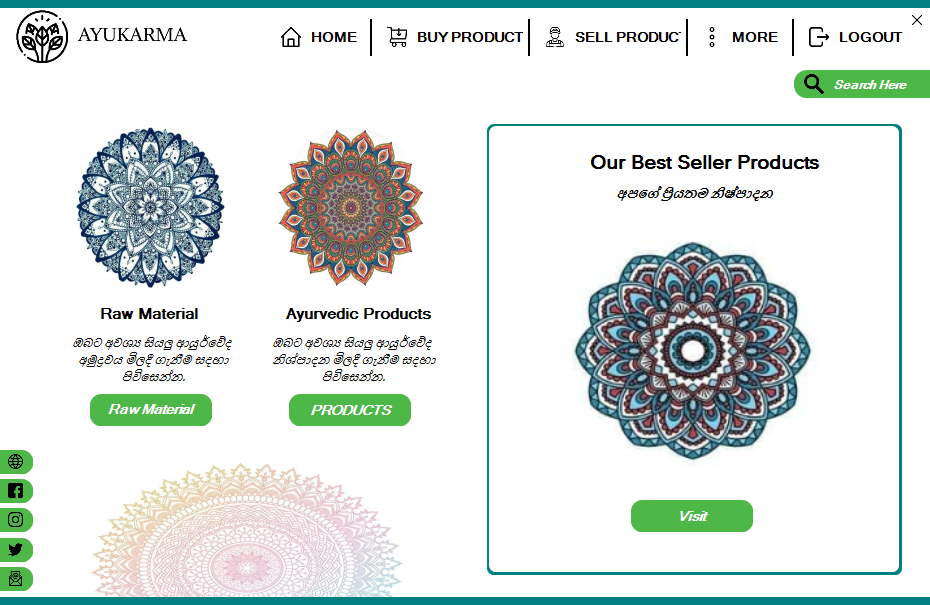 AYUKARMA
HOME
BUY PRODUCT
SELL PRODUC
MORE
LOGOUT
Search Here
Raw Material
ඔබට අවශ්‍ය සියලු ආයුර්වේද
අමුද්‍රව්‍ය මිලදී ගැනීම සදහා
පිවිසෙන්න.
Raw Material
Ayurvedic Products
ඔබට අවශ්‍ය සියලු ආයුර්වේද
නිශ්පාදන මිලදී ගැනීම සදහා
පිවිසෙන්න.
PRODUCTS
Our Best Seller Products
අපගේ ප්‍රියතම නිෂ්පාදන
Visit